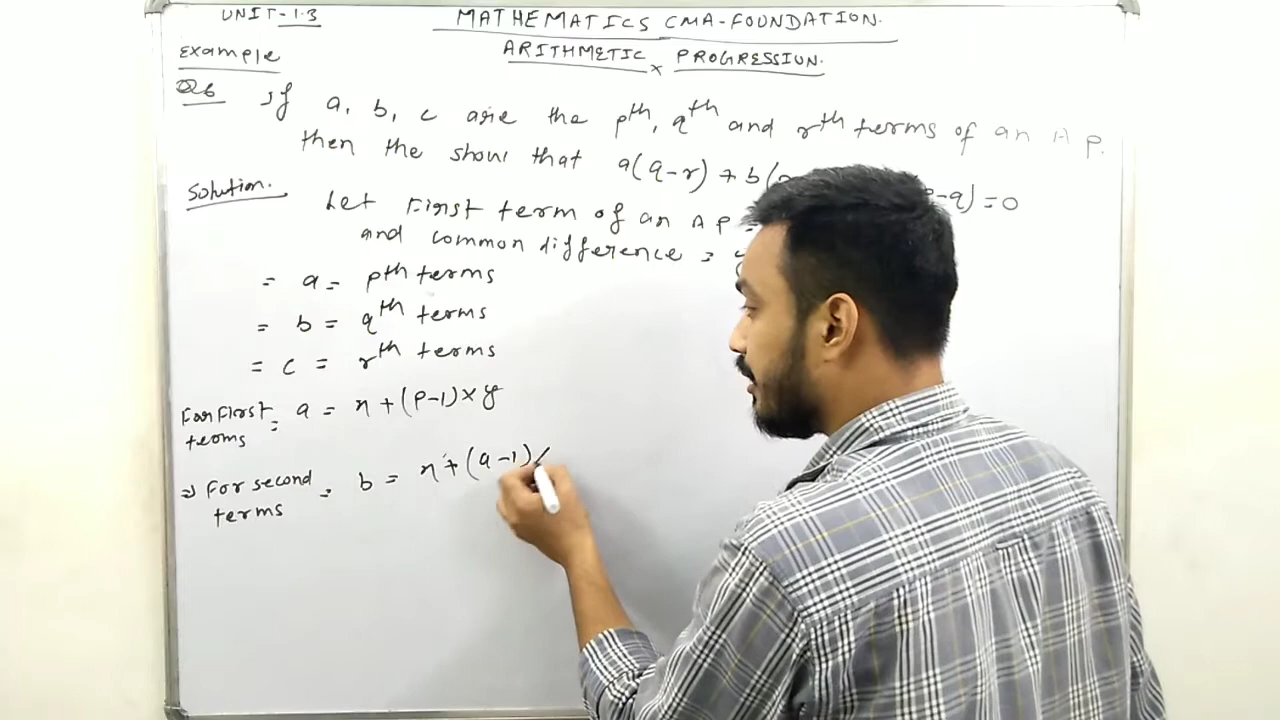 UNIT-1.3
MATHEMATICS CMA-FOUNDATION.
ARITHMETIC x PROGRESSION.
Example
Q6 If a, b, c are the pth, qth and rth terms of an A P.
then the show that a(q-r) + b( -q) = 0
Solution.
Let First term of an A P
and common difference =
= a = pth terms
= b = qth terms
= c = rth terms
For First terms = a = x + (P-1) x y
⇒ For second terms = b = x + (q-1)